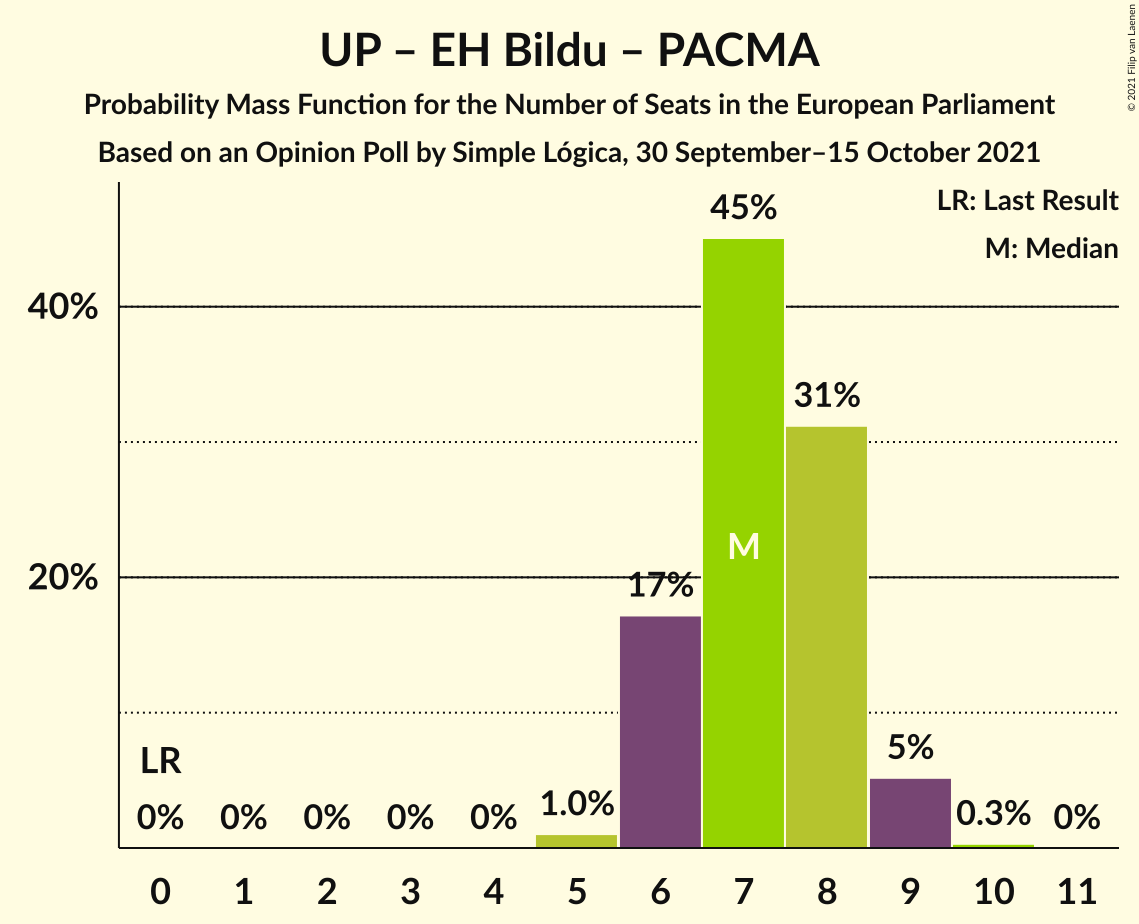 UP – EH Bildu – PACMA
Probability Mass Function for the Number of Seats in the European Parliament
Based on an Opinion Poll by Simple Lógica, 30 September–15 October 2021
© 2021 Filip van Laenen
LR: Last Result
M: Median
45%
40%
31%
M
20%
17%
LR
5%
0% 0% 0% 0% 0% 1.0% 0.3% 0%
0 1 2 3 4 5 6 7 8 9 10 11